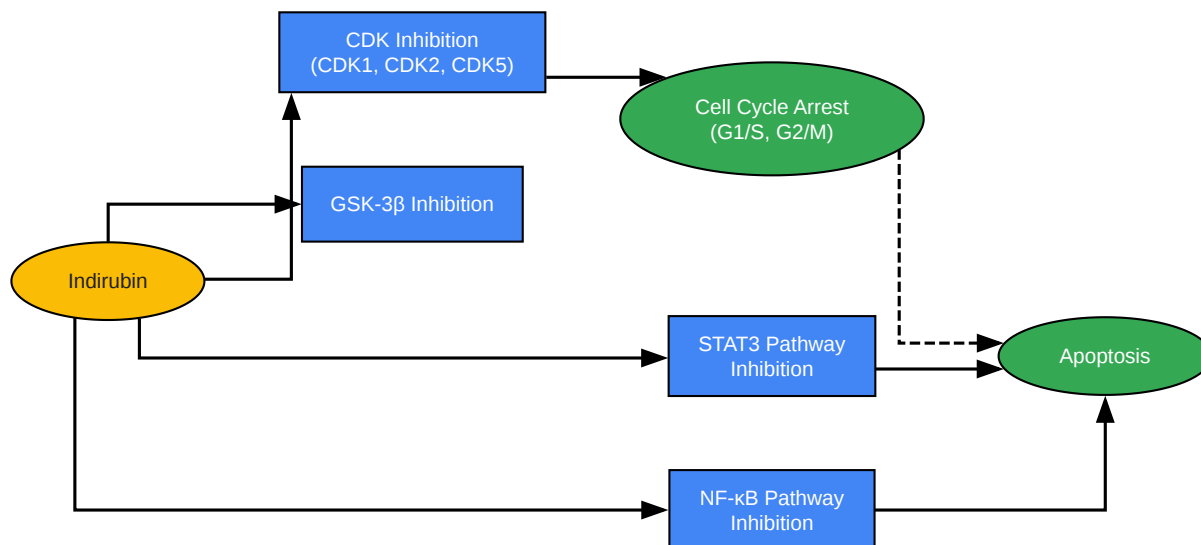 CDK Inhibition
(CDK1, CDK2, CDK5)
Cell Cycle Arrest
(G1/S, G2/M)
GSK-3β Inhibition
Indirubin
STAT3 Pathway
Inhibition
Apoptosis
NF-κB Pathway
Inhibition